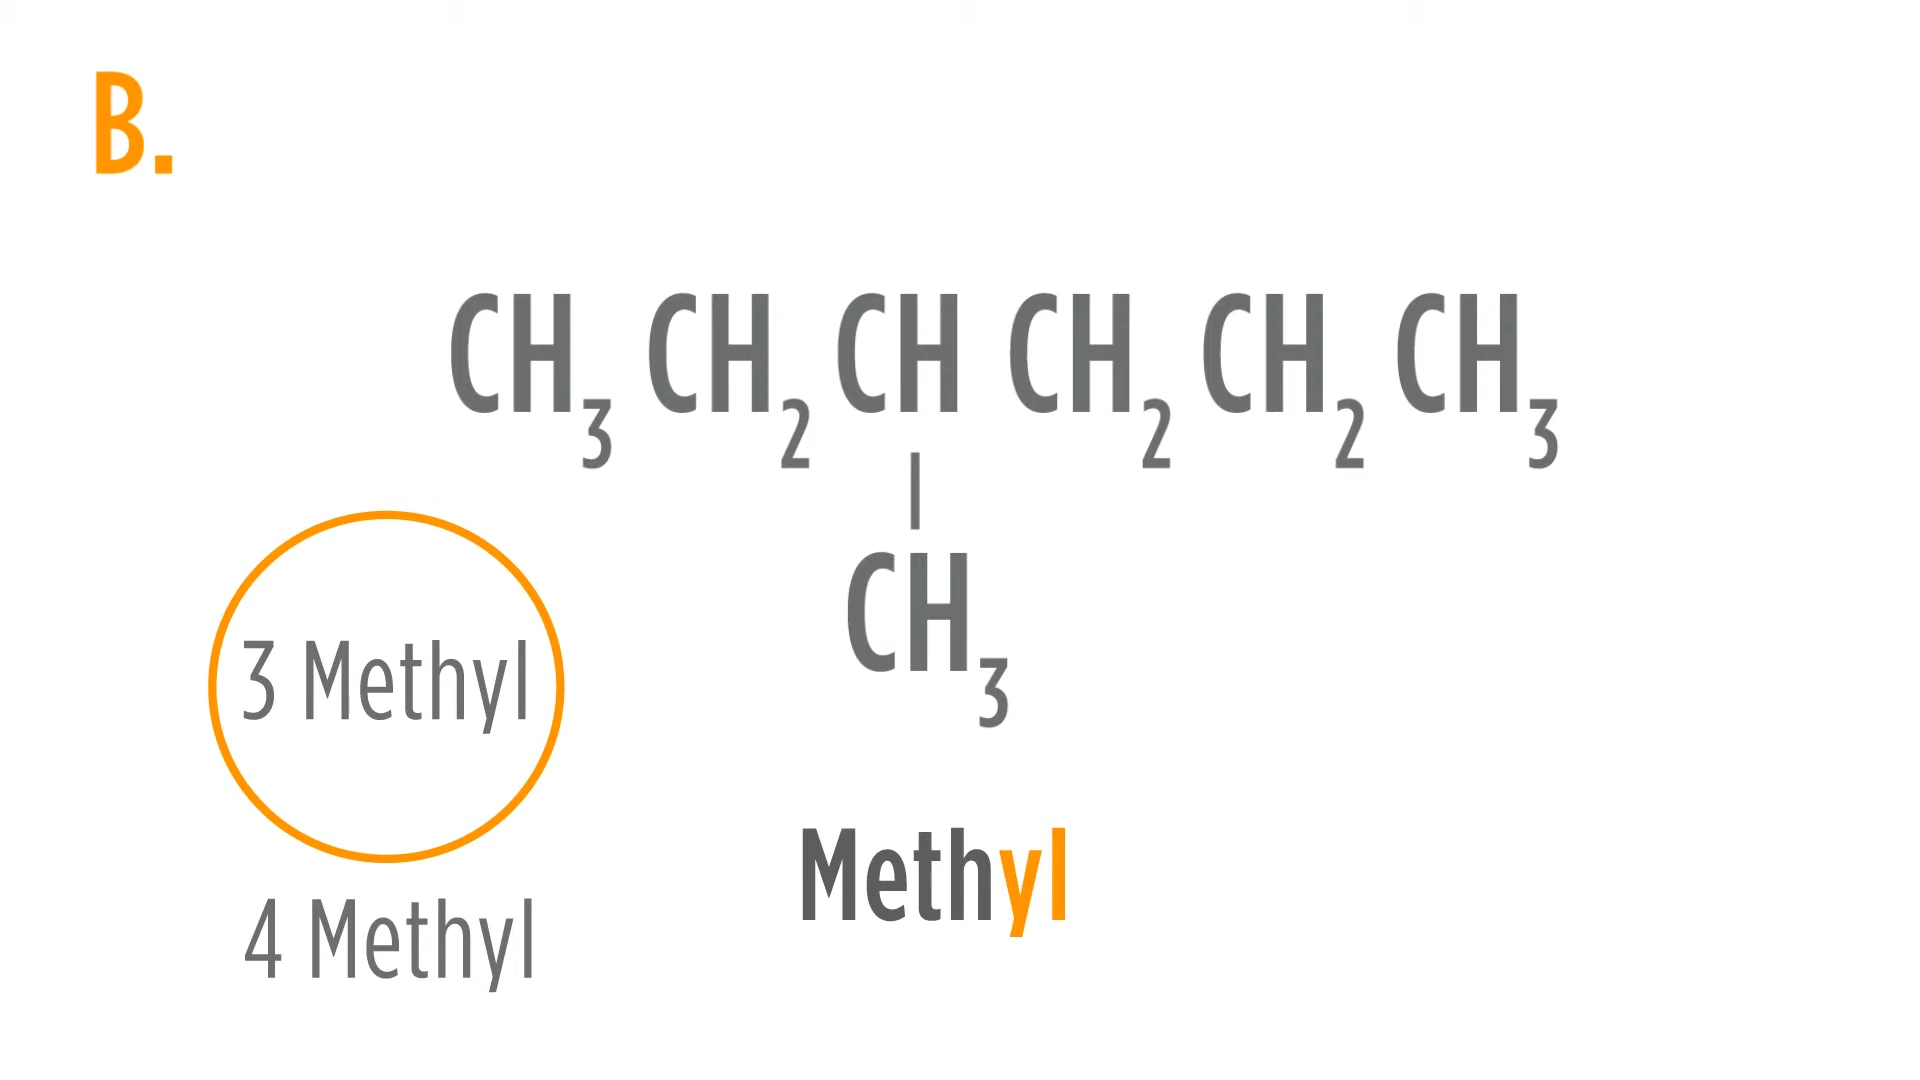 B.
CH₃ CH₂ CH CH₂ CH₂ CH₃
CH₃
3 Methyl
Methyl
4 Methyl